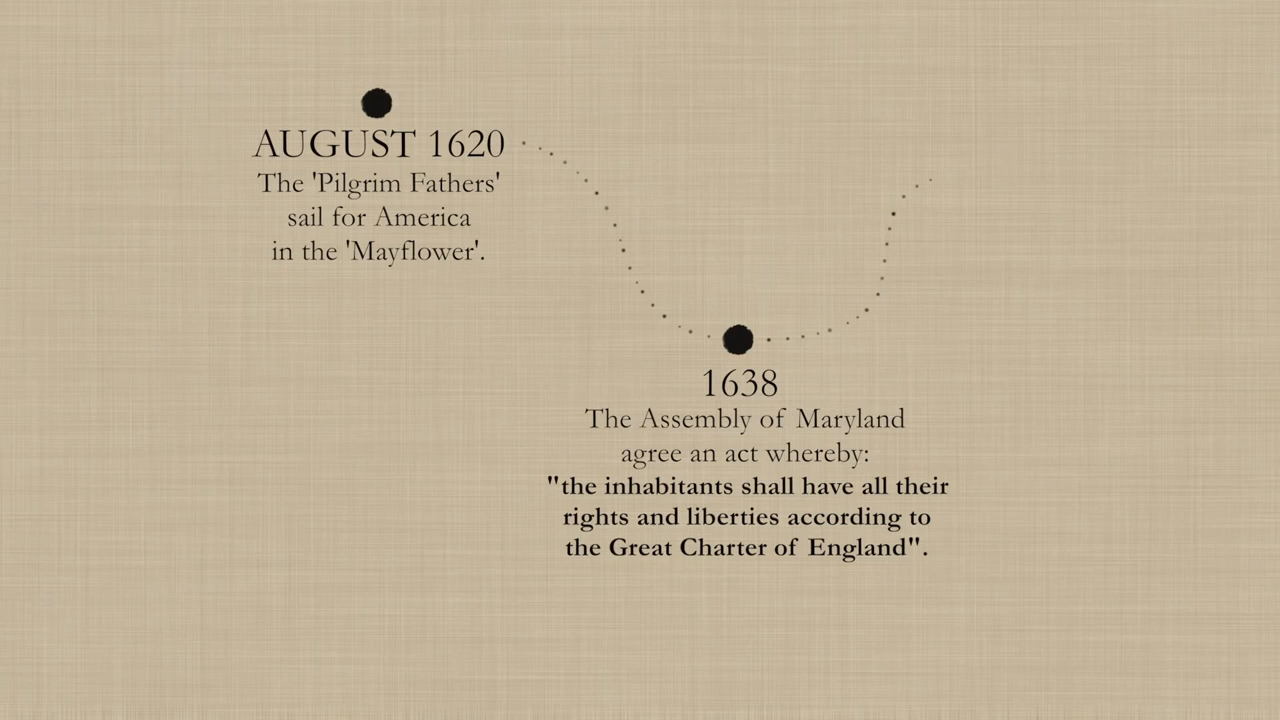 AUGUST 1620
The 'Pilgrim Fathers'
sail for America
in the 'Mayflower'.
1638
The Assembly of Maryland
agree an act whereby:
"the inhabitants shall have all their
rights and liberties according to
the Great Charter of England".